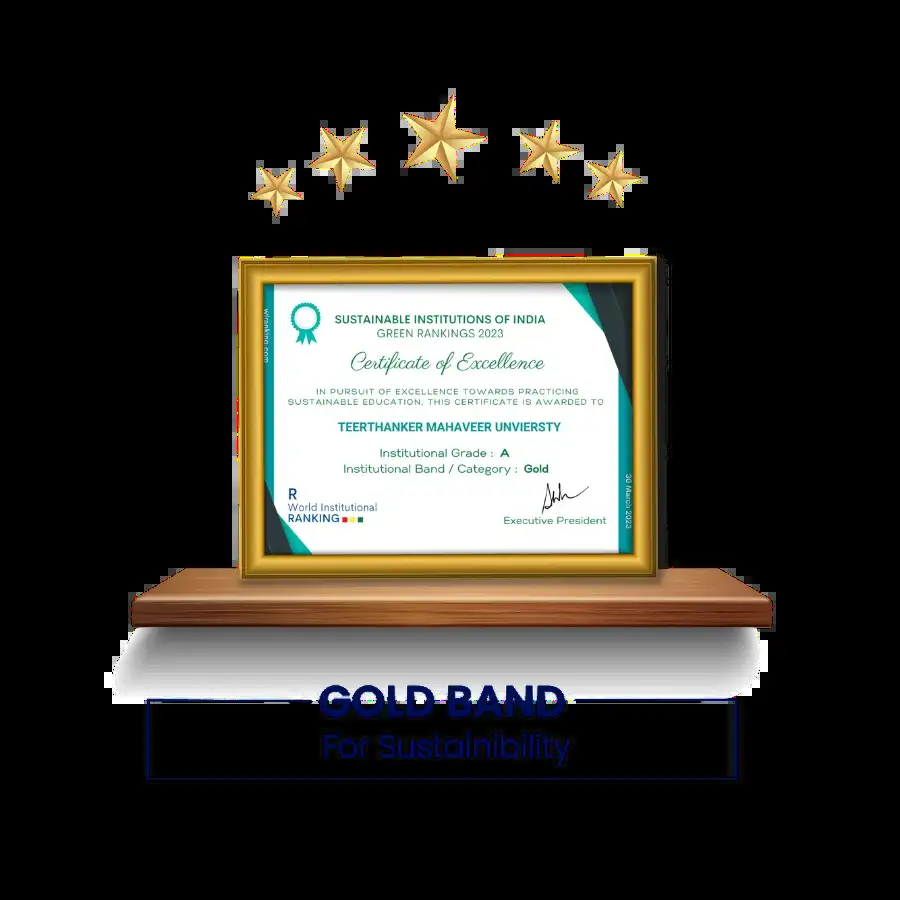 SUSTAINABLE INSTITUTIONS OF INDIA
GREEN RANKINGS 2023
Certificate of Excellence
IN PURSUIT OF EXCELLENCE TOWARDS PRACTICING
SUSTAINABLE EDUCATION, THIS CERTIFICATE IS AWARDED TO
TEERTHANKER MAHAVEER UNVIERSTY
Institutional Grade : A
Institutional Band / Category : Gold
R
World Institutional
RANKING
Executive President
wiranking.com
30 March 2023
GOLD BAND
For Sustainibility